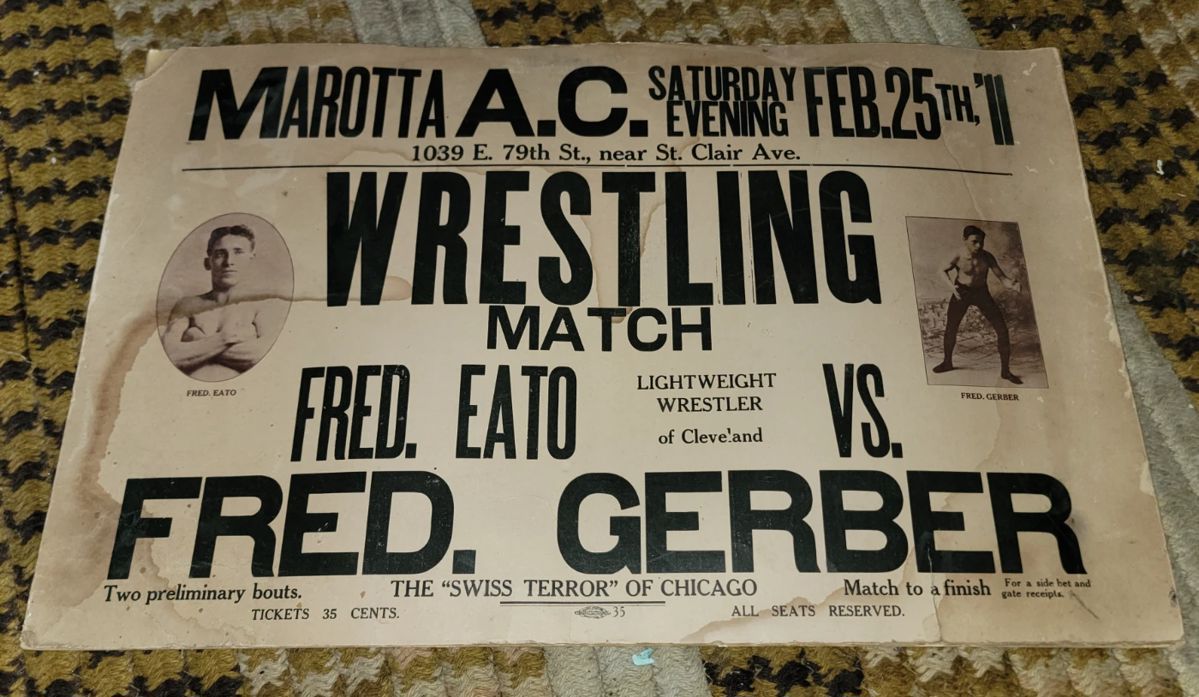 MAROTTA A.C. SATURDAY EVENING FEB. 25TH, '11
1039 E. 79th St., near St. Clair Ave.
WRESTLING
MATCH
FRED. EATO
FRED. GERBER
FRED. EATO
LIGHTWEIGHT
WRESTLER
of Cleveland
VS.
FRED. GERBER
Two preliminary bouts.
THE "SWISS TERROR" OF CHICAGO
Match to a finish
For a side bet and
gate receipts.
TICKETS 35 CENTS.
35
ALL SEATS RESERVED.